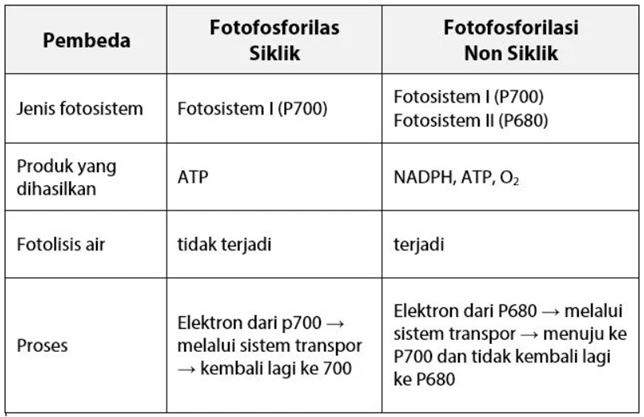 Pembeda
Fotofosforilas
Siklik
Fotofosforilasi
Non Siklik
Jenis fotosistem
Fotosistem I (P700)
Fotosistem I (P700)
Fotosistem II (P680)
Produk yang
dihasilkan
ATP
NADPH, ATP, O₂
Fotolisis air
tidak terjadi
terjadi
Proses
Elektron dari p700 →
melalui sistem transpor
→ kembali lagi ke 700
Elektron dari P680 → melalui
sistem transpor → menuju ke
P700 dan tidak kembali lagi
ke P680